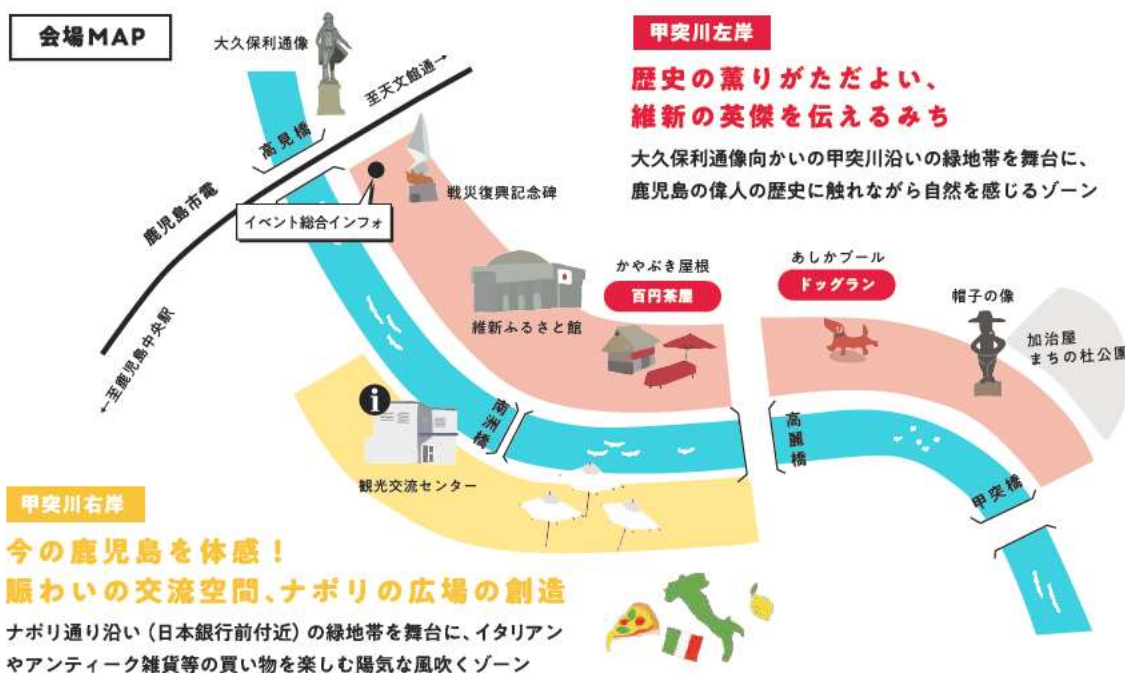 会場MAP
大久保利通像
至天文館通→
高見橋
鹿児島市電
←至鹿児島中央駅
イベント総合インフォ
戦災復興記念碑
甲突川左岸
歴史の薫りがただよい、
維新の英傑を伝えるみち
大久保利通像向かいの甲突川沿いの緑地帯を舞台に、
鹿児島の偉人の歴史に触れながら自然を感じるゾーン
維新ふるさと館
かやぶき屋根
百円茶屋
あしかプール
ドッグラン
帽子の像
加治屋
まちの杜公園
i
観光交流センター
南洲橋
高麗橋
甲突橋
甲突川右岸
今の鹿児島を体感！
賑わいの交流空間、ナポリの広場の創造
ナポリ通り沿い（日本銀行前付近）の緑地帯を舞台に、イタリアン
やアンティーク雑貨等の買い物を楽しむ陽気な風吹くゾーン